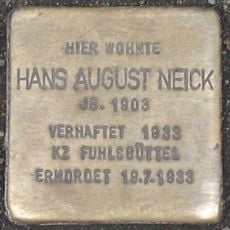 HIER WOHNTE
HANS AUGUST NEICK
JG. 1903
VERHAFTET 1933
KZ FUHLSBÜTTEL
ERMORDET 19.7.1933